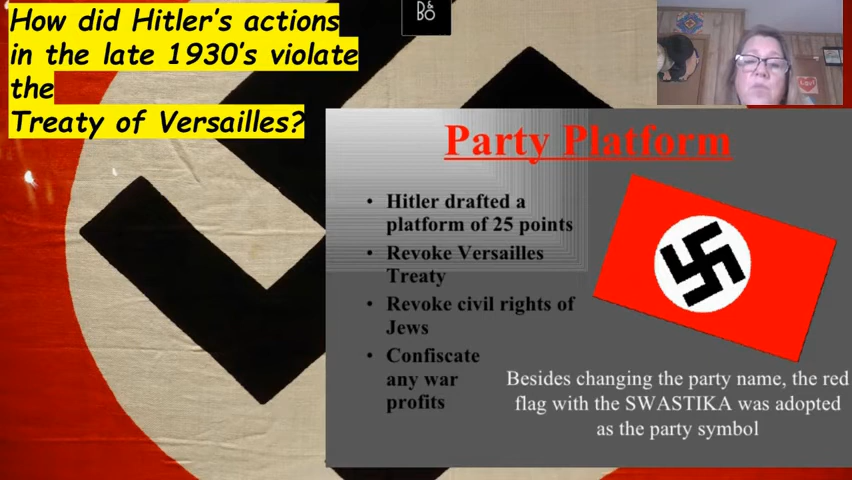 How did Hitler's actions
in the late 1930's violate
the
Treaty of Versailles?
B&O
Party Platform
• Hitler drafted a
platform of 25 points
• Revoke Versailles
Treaty
• Revoke civil rights of
Jews
• Confiscate
any war
profits
Besides changing the party name, the red
flag with the SWASTIKA was adopted
as the party symbol